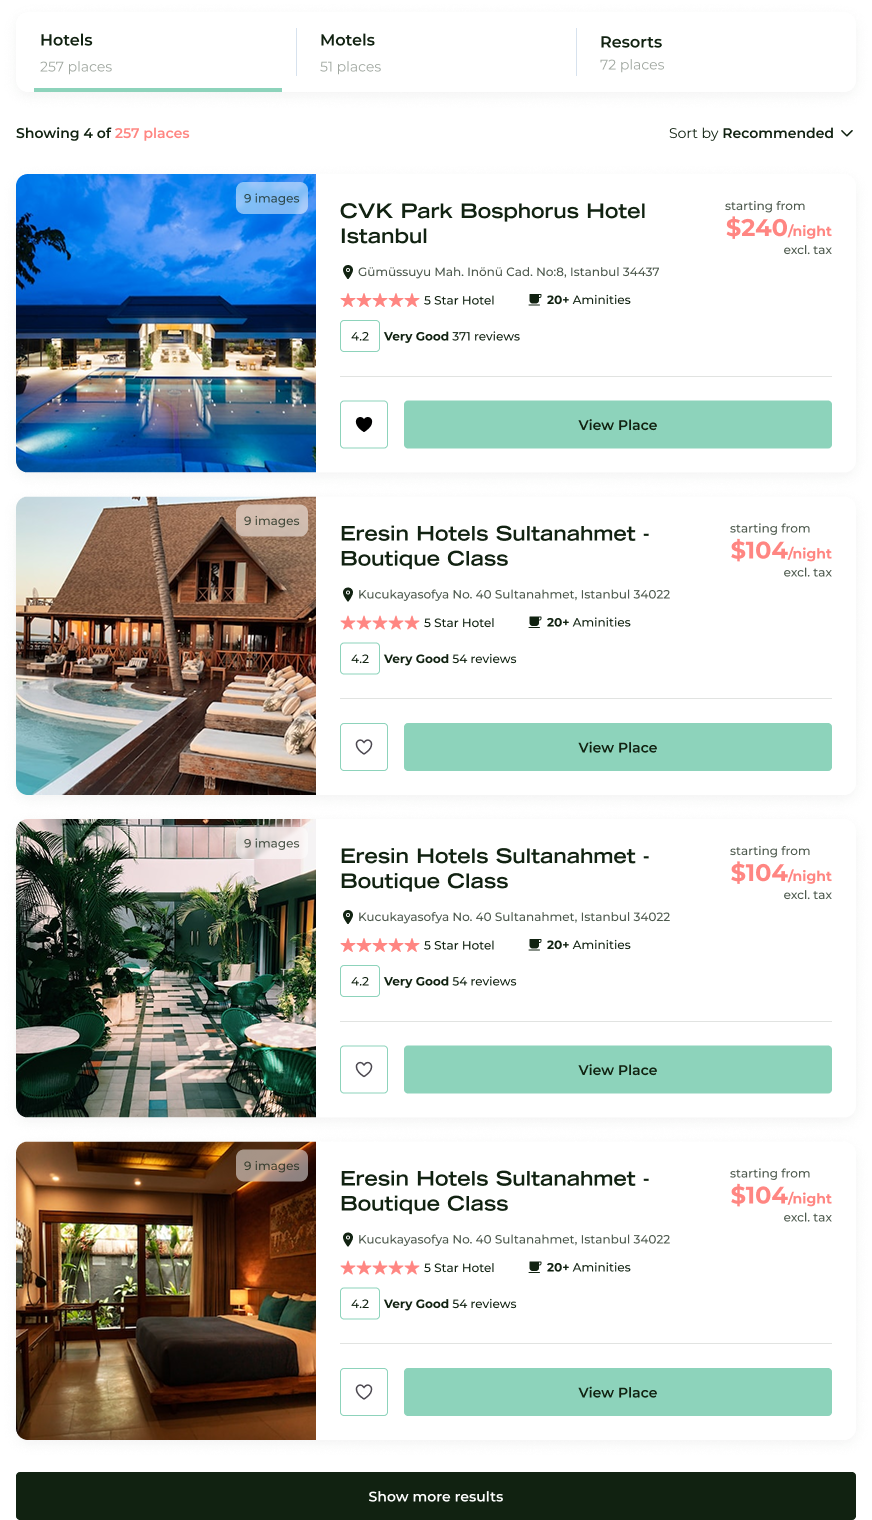 Hotels
257 places
Motels
51 places
Resorts
72 places
Showing 4 of 257 places
Sort by Recommended
9 images
CVK Park Bosphorus Hotel
Istanbul
starting from
$240/night
excl. tax
Gümüssuyu Mah. Inönü Cad. No:8, Istanbul 34437
5 Star Hotel
20+ Aminities
4.2
Very Good 371 reviews
View Place
9 images
Eresin Hotels Sultanahmet -
Boutique Class
starting from
$104/night
excl. tax
Kucukayasofya No. 40 Sultanahmet, Istanbul 34022
5 Star Hotel
20+ Aminities
4.2
Very Good 54 reviews
View Place
9 images
Eresin Hotels Sultanahmet -
Boutique Class
starting from
$104/night
excl. tax
Kucukayasofya No. 40 Sultanahmet, Istanbul 34022
5 Star Hotel
20+ Aminities
4.2
Very Good 54 reviews
View Place
9 images
Eresin Hotels Sultanahmet -
Boutique Class
starting from
$104/night
excl. tax
Kucukayasofya No. 40 Sultanahmet, Istanbul 34022
5 Star Hotel
20+ Aminities
4.2
Very Good 54 reviews
View Place
Show more results